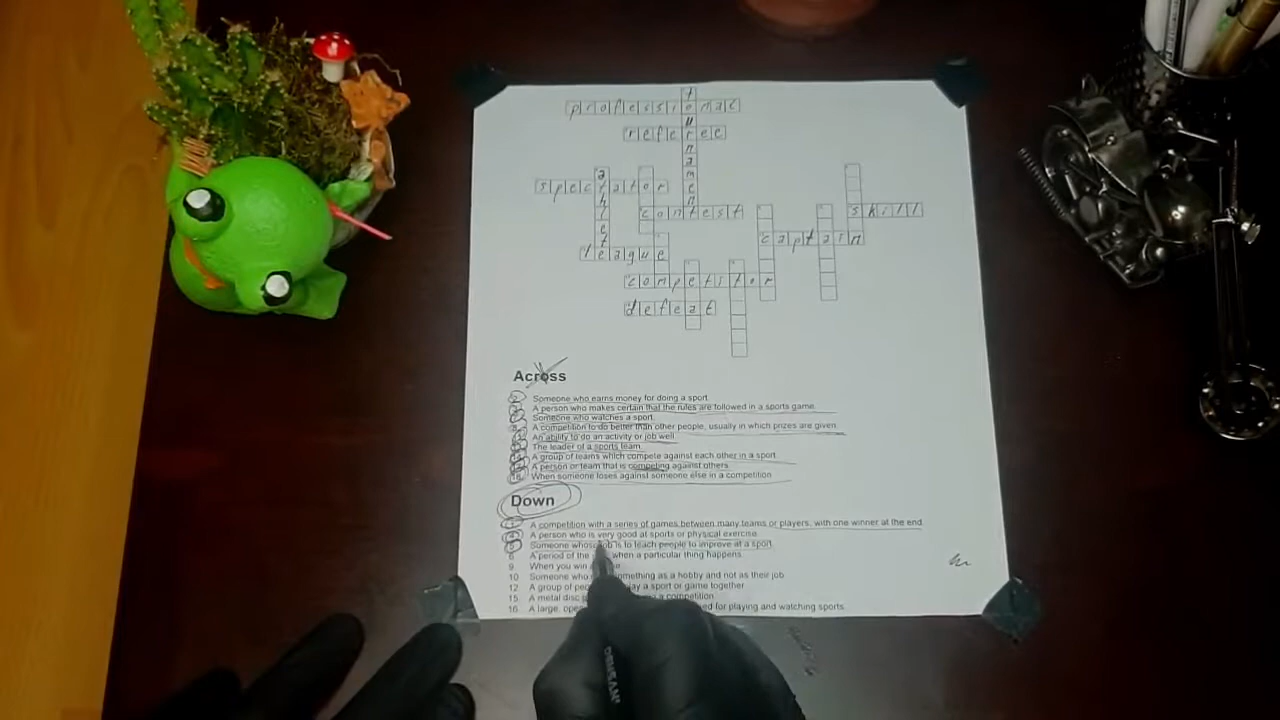 professional
referee
tournament
spectator
athlete
contest
skill
captain
league
competitor
defeat
Across
2 Someone who earns money for doing a sport.
3 A person who makes certain that the rules are followed in a sports game.
Someone who watches a sport.
8 A competition to do better than other people, usually in which prizes are given.
An ability to do an activity or job well.
The leader of a sports team.
A group of teams which compete against each other in a sport
A person or team that is competing against others
When someone loses against someone else in a competition
Down
1 A competition with a series of games between many teams or players, with one winner at the end.
4 A person who is very good at sports or physical exercise.
5 Someone whose job is to teach people to improve at a sport.
6 A period of the when a particular thing happens.
9 When you win a
10 Someone who something as a hobby and not as their job
12 A group of play a sport or game together
15 A metal disc a competition
16 A large, for playing and watching sports.